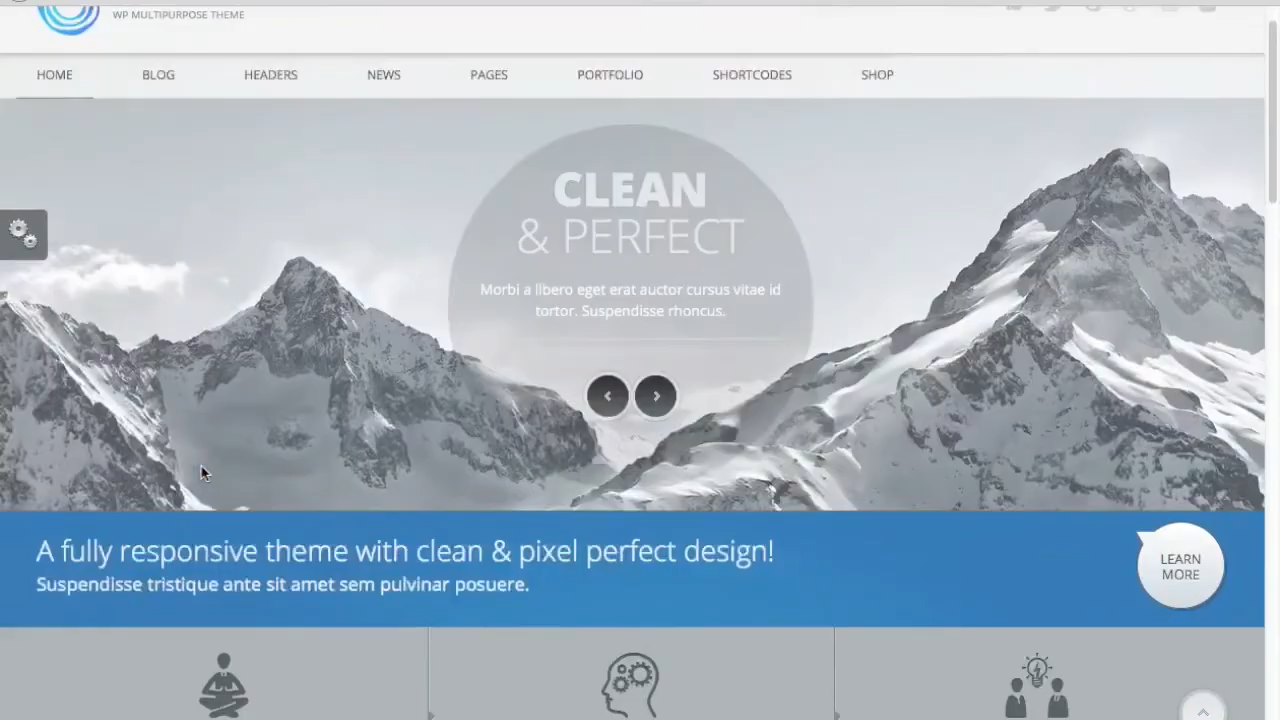 WP MULTIPURPOSE THEME
HOME BLOG HEADERS NEWS PAGES PORTFOLIO SHORTCODES SHOP
CLEAN
& PERFECT
Morbi a libero eget erat auctor cursus vitae id
tortor. Suspendisse rhoncus.
A fully responsive theme with clean & pixel perfect design!
Suspendisse tristique ante sit amet sem pulvinar posuere.
LEARN
MORE